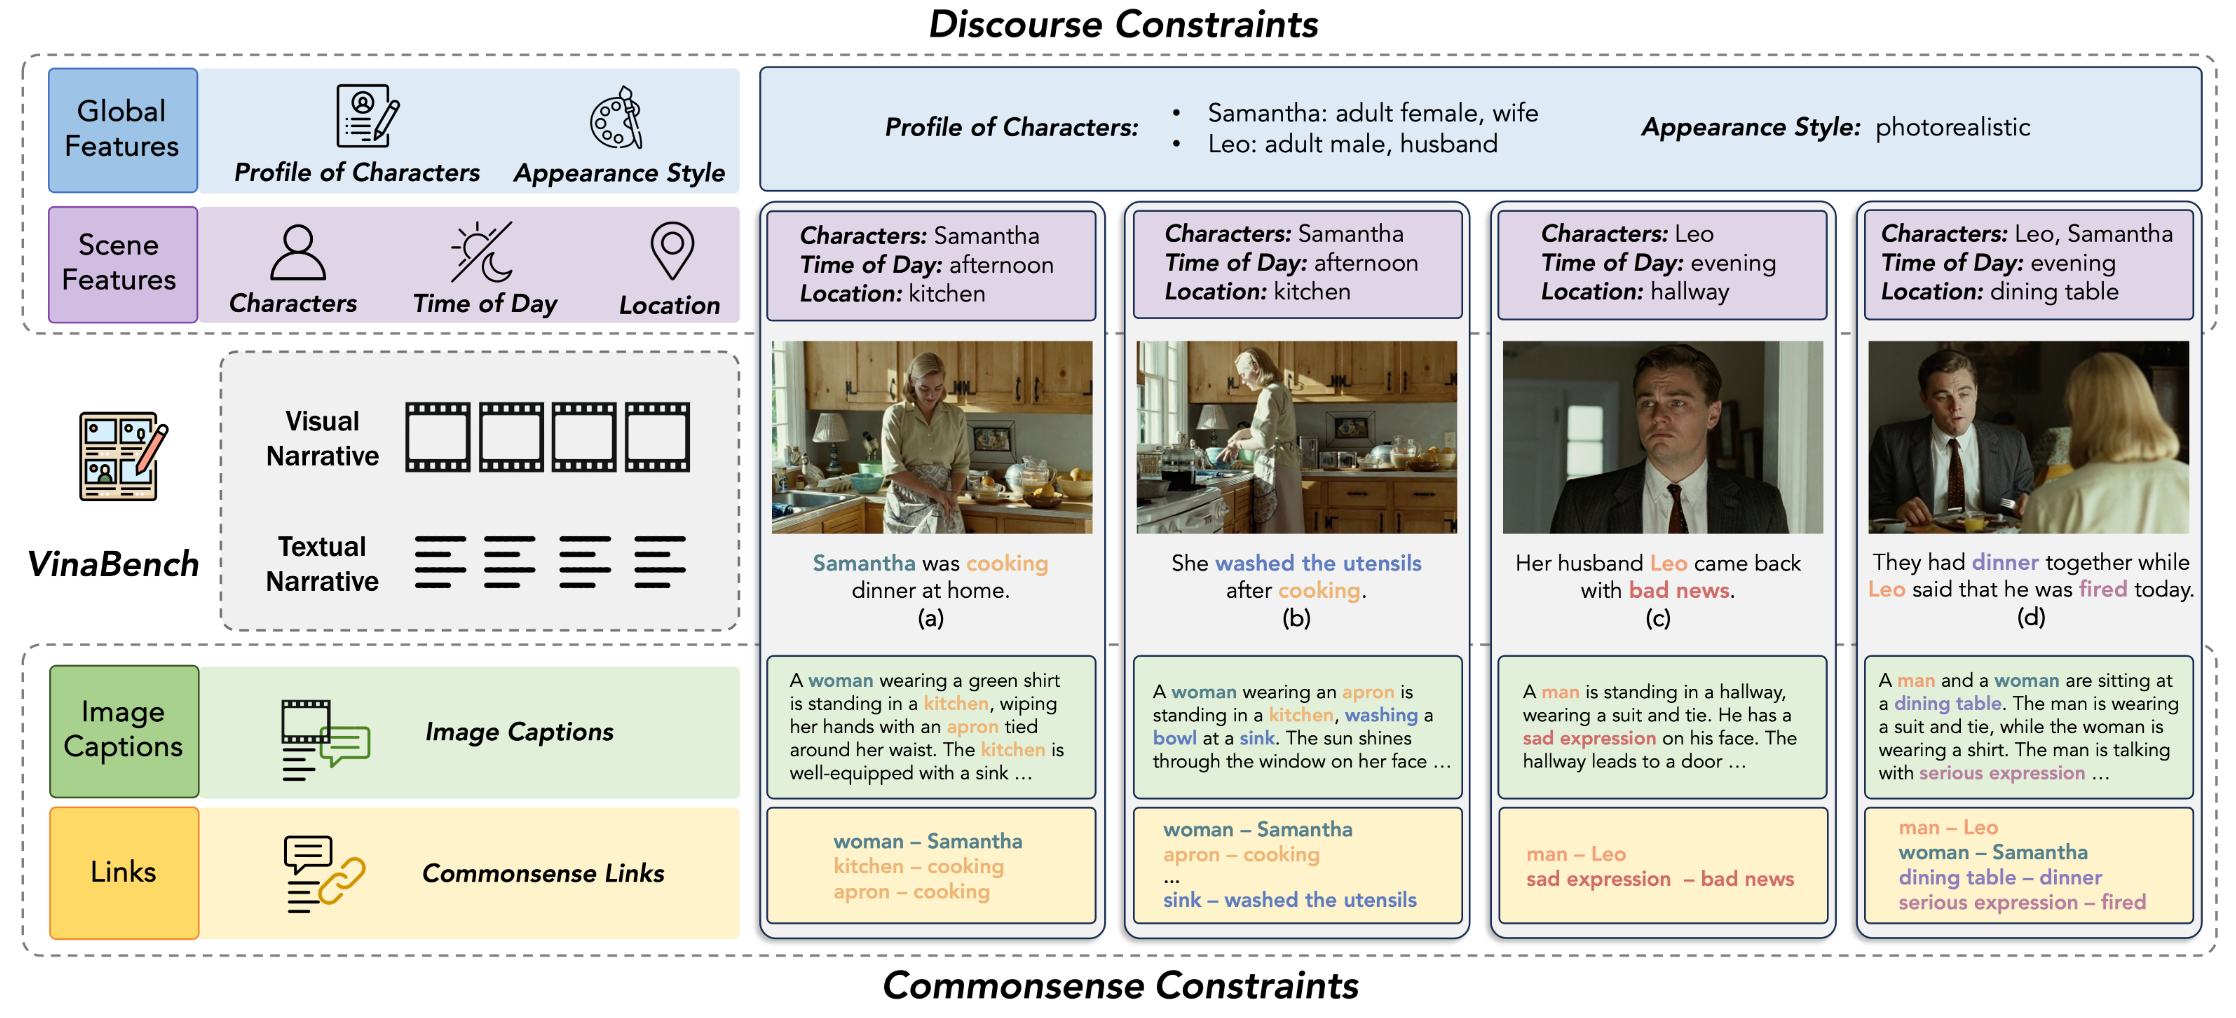 Discourse Constraints
Global
Features
Profile of Characters
Appearance Style
Profile of Characters:
• Samantha: adult female, wife
• Leo: adult male, husband
Appearance Style: photorealistic
Scene
Features
Characters
Time of Day
Location
Characters: Samantha
Time of Day: afternoon
Location: kitchen
Characters: Samantha
Time of Day: afternoon
Location: kitchen
Characters: Leo
Time of Day: evening
Location: hallway
Characters: Leo, Samantha
Time of Day: evening
Location: dining table
VinaBench
Visual
Narrative
Textual
Narrative
Samantha was cooking
dinner at home.
(a)
She washed the utensils
after cooking.
(b)
Her husband Leo came back
with bad news.
(c)
They had dinner together while
Leo said that he was fired today.
(d)
Image
Captions
Image Captions
A woman wearing a green shirt
is standing in a kitchen, wiping
her hands with an apron tied
around her waist. The kitchen is
well-equipped with a sink …
A woman wearing an apron is
standing in a kitchen, washing a
bowl at a sink. The sun shines
through the window on her face …
A man is standing in a hallway,
wearing a suit and tie. He has a
sad expression on his face. The
hallway leads to a door …
A man and a woman are sitting at
a dining table. The man is wearing
a suit and tie, while the woman is
wearing a shirt. The man is talking
with serious expression …
Links
Commonsense Links
woman – Samantha
kitchen – cooking
apron – cooking
woman – Samantha
apron – cooking
...
sink – washed the utensils
man – Leo
sad expression – bad news
man – Leo
woman – Samantha
dining table – dinner
serious expression – fired
Commonsense Constraints